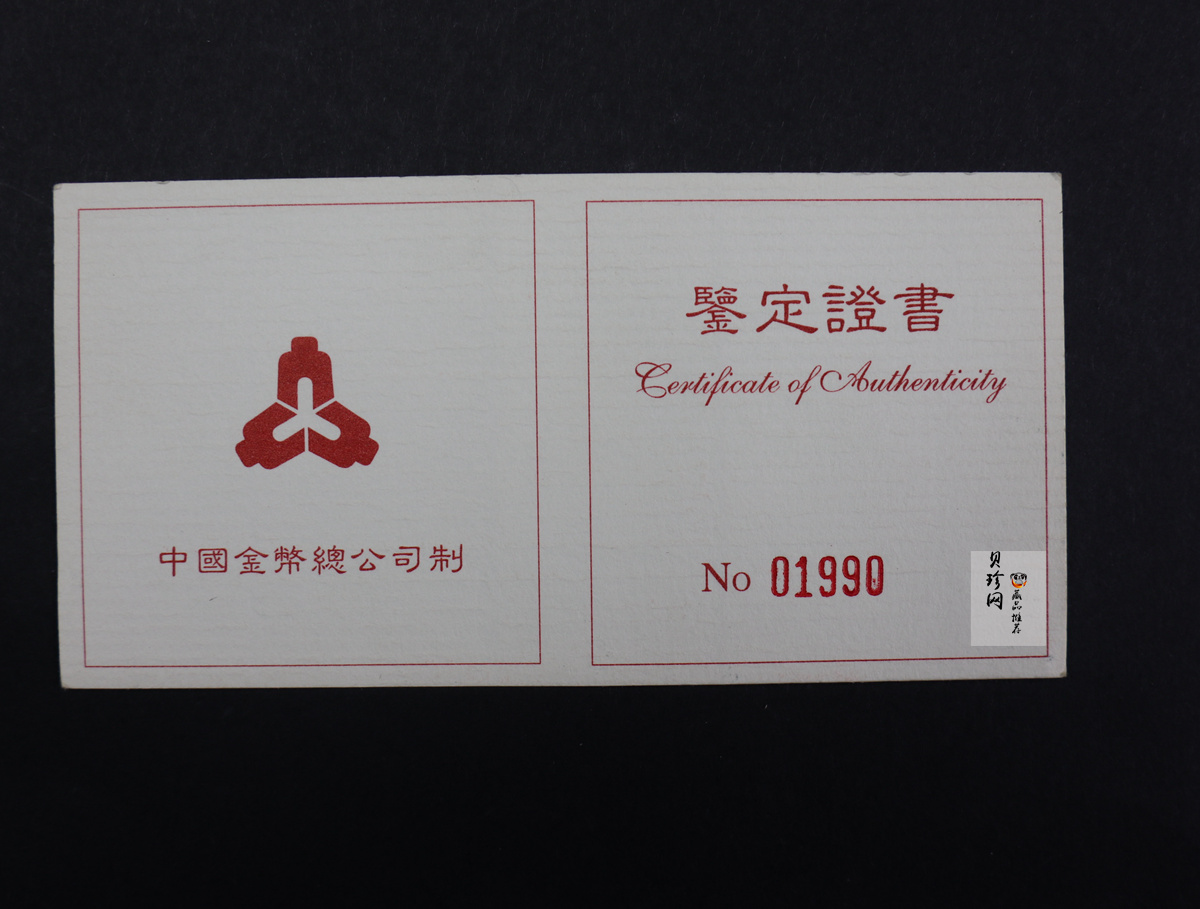 中國金幣總公司制
鑒定證書
Certificate of Authenticity
No 01990
贝珍网
藏品推荐